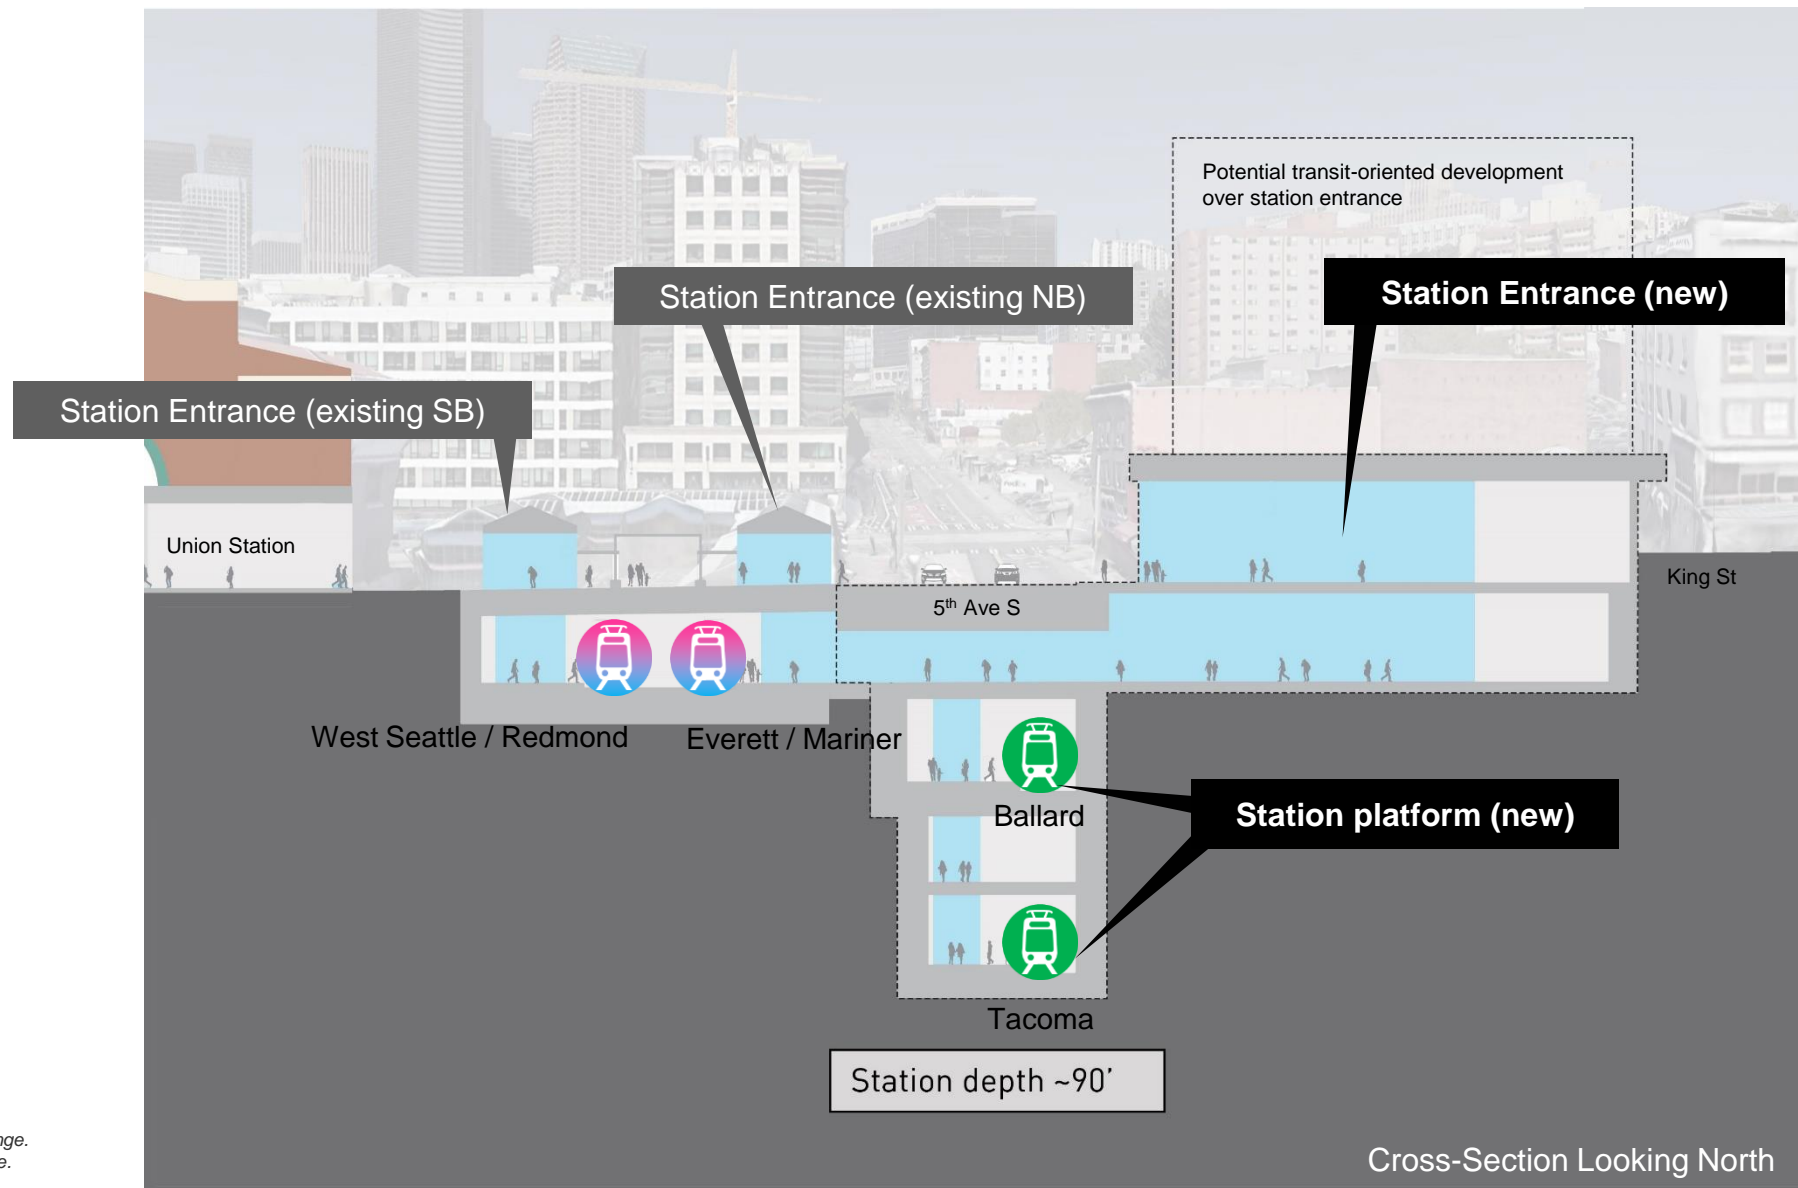 Potential transit-oriented development
over station entrance
Station Entrance (existing NB)
Station Entrance (new)
Station Entrance (existing SB)
Union Station
King St
5th Ave S
West Seattle / Redmond
Everett / Mariner
Ballard
Station platform (new)
Tacoma
Station depth ~90’
Cross-Section Looking North